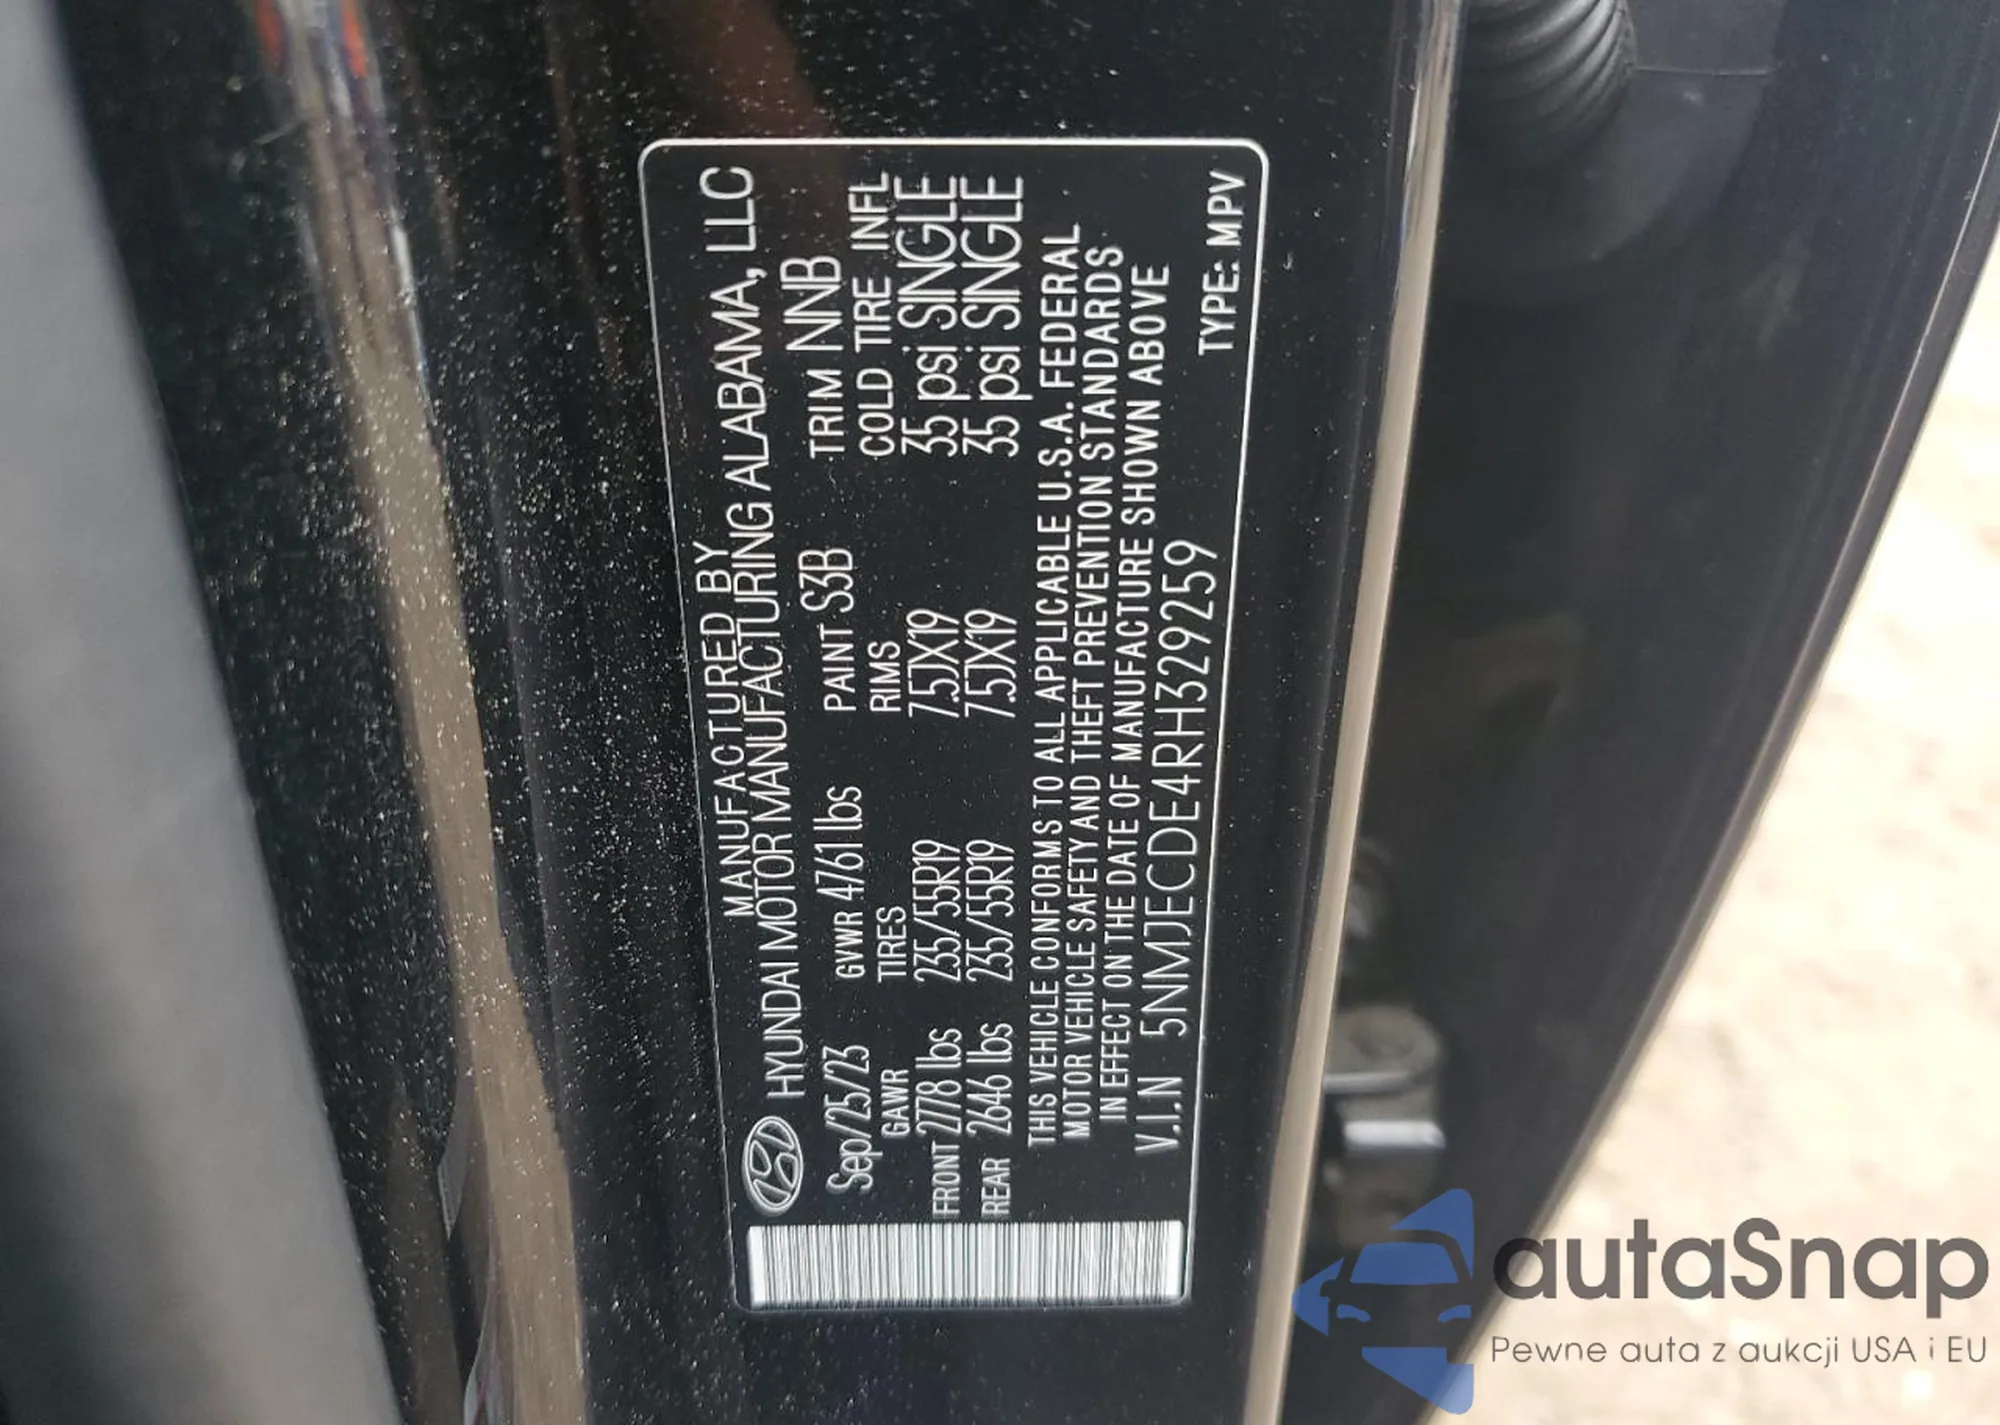 MANUFACTURED BY
HYUNDAI MOTOR MANUFACTURING ALABAMA, LLC
Sep/25/23 GVWR 4761 lbs PAINT S3B TRIM NNB
GAWR TIRES RIMS COLD TIRE INFL
FRONT 2778 lbs 235/55R19 7.5JX19 35 psi SINGLE
REAR 2646 lbs 235/55R19 7.5JX19 35 psi SINGLE
THIS VEHICLE CONFORMS TO ALL APPLICABLE U.S.A. FEDERAL
MOTOR VEHICLE SAFETY AND THEFT PREVENTION STANDARDS
IN EFFECT ON THE DATE OF MANUFACTURE SHOWN ABOVE
V.I.N 5NMJECDE4RH329259
TYPE: MPV
autaSnap
Pewne auta z aukcji USA i EU